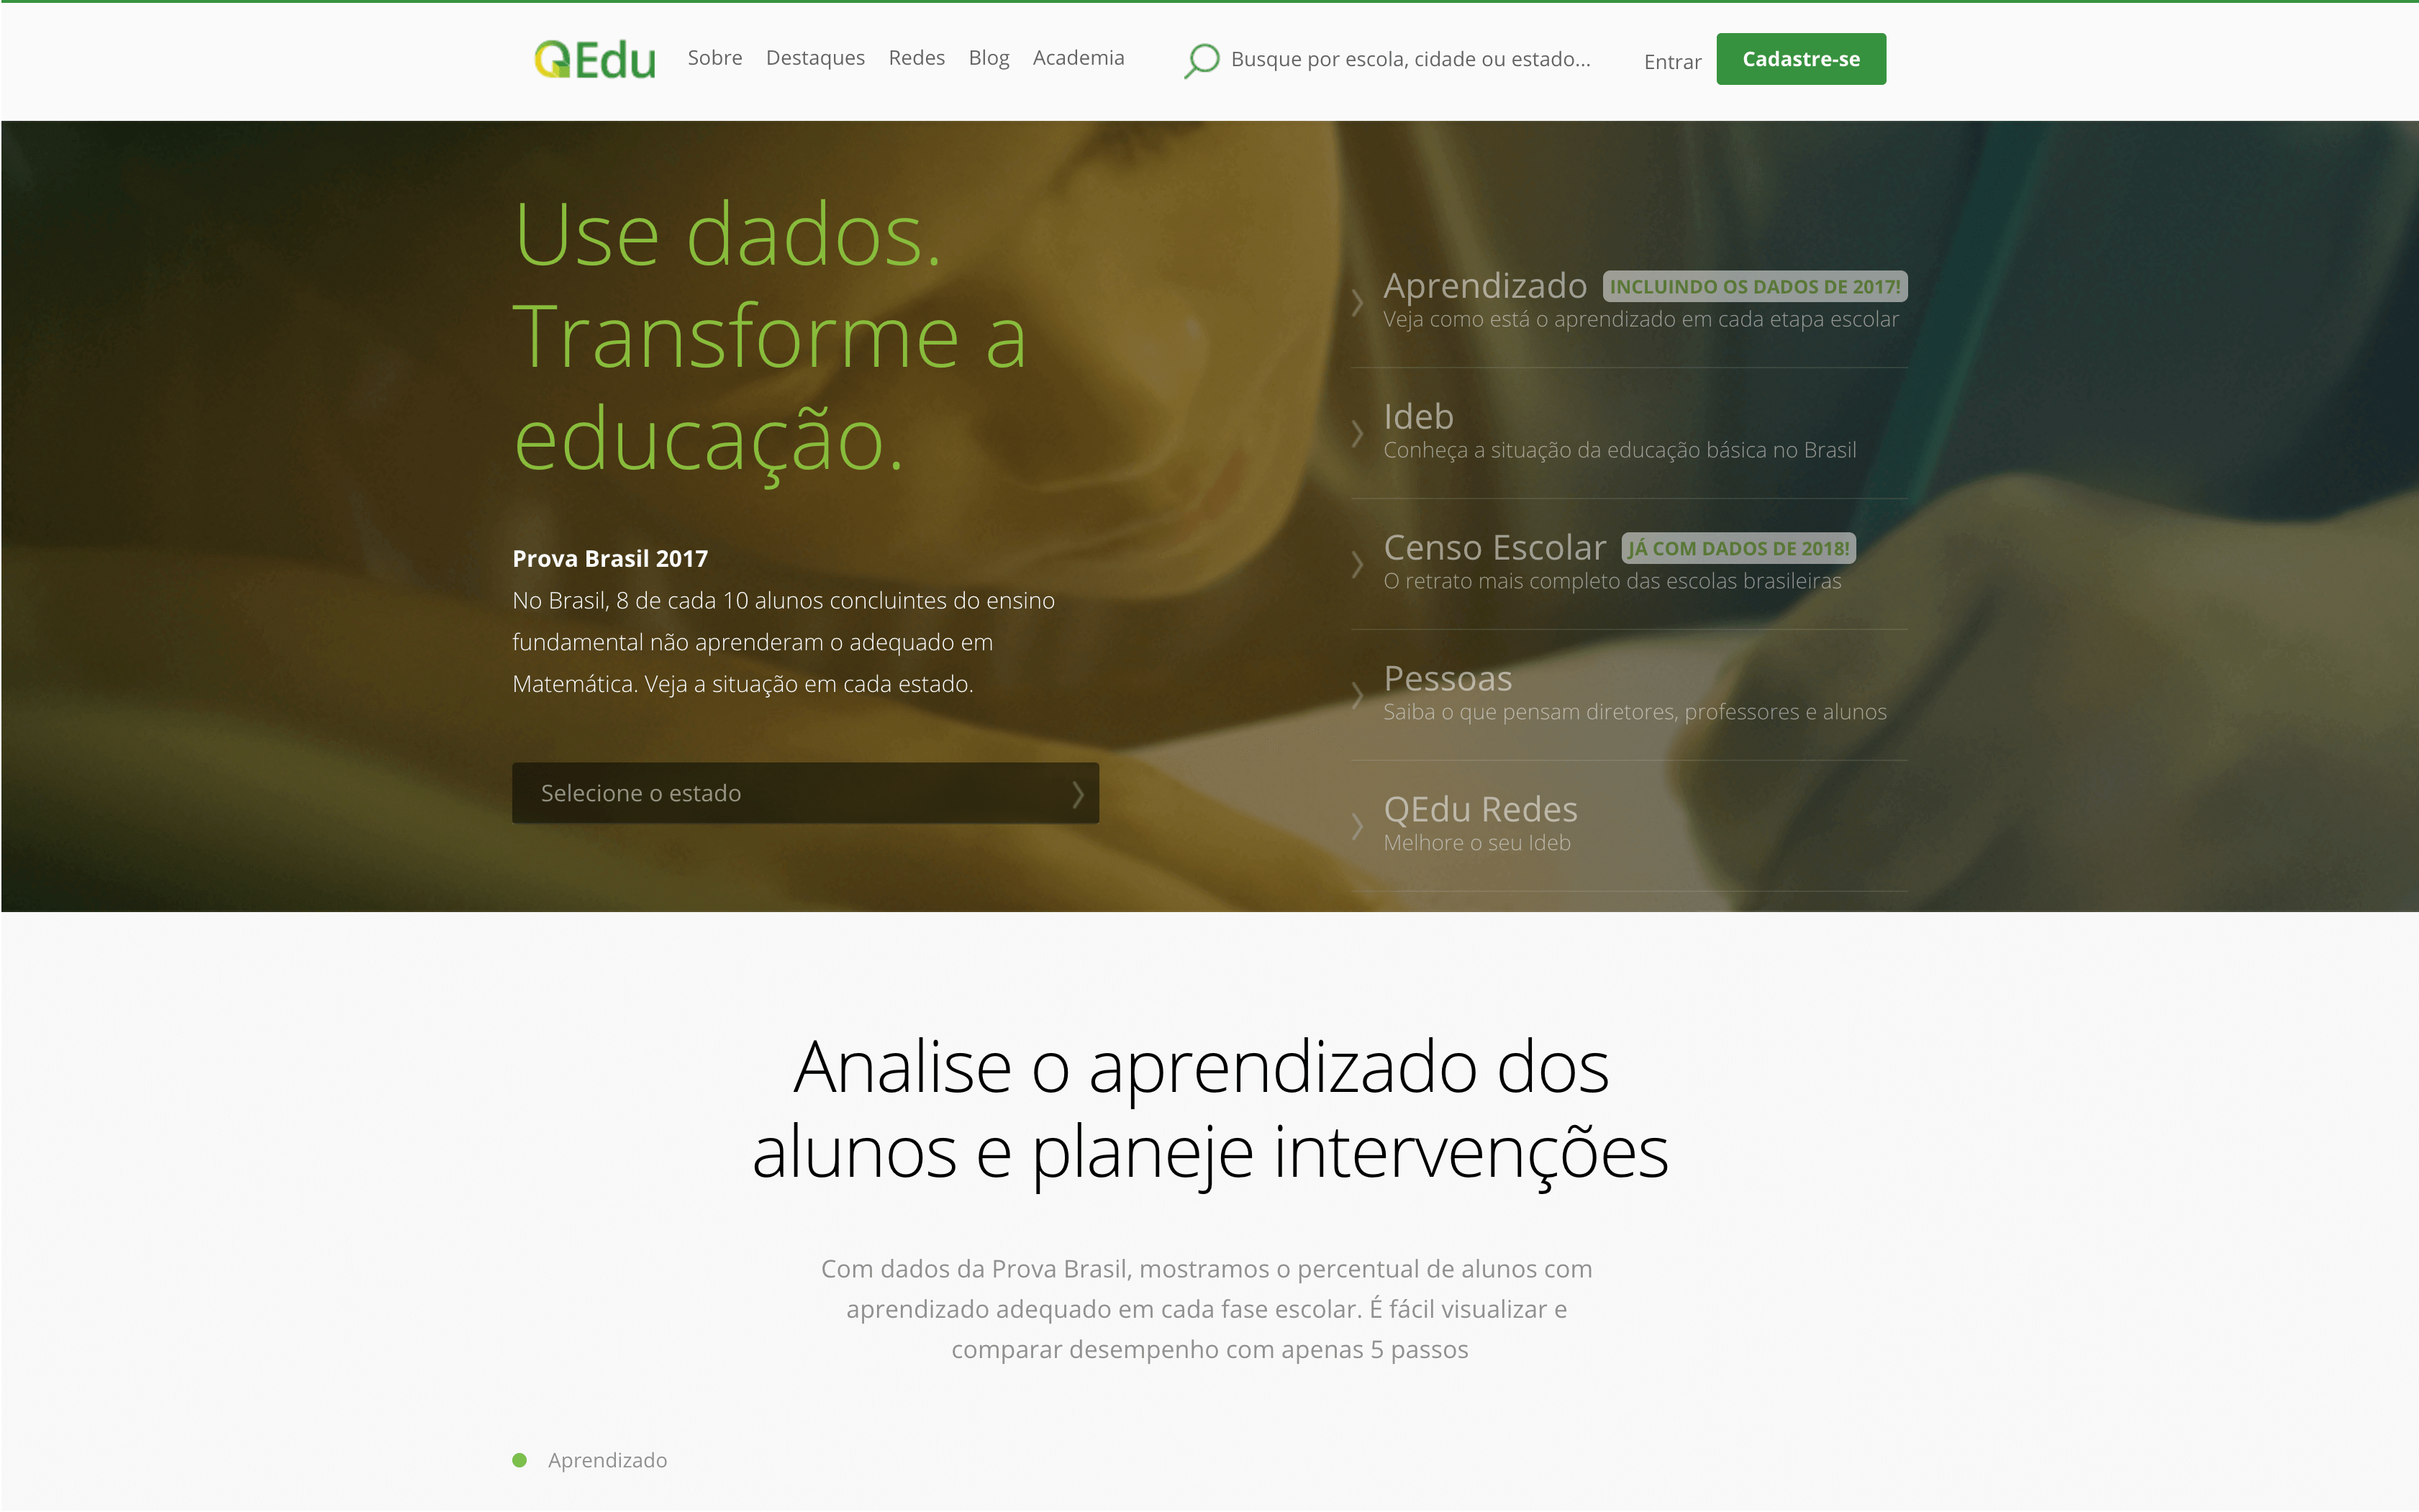 QEdu
Sobre Destaques Redes Blog Academia
Busque por escola, cidade ou estado...
Entrar
Cadastre-se
Use dados.
Transforme a
educação.
Prova Brasil 2017
No Brasil, 8 de cada 10 alunos concluintes do ensino
fundamental não aprenderam o adequado em
Matemática. Veja a situação em cada estado.
Selecione o estado
Aprendizado INCLUINDO OS DADOS DE 2017!
Veja como está o aprendizado em cada etapa escolar
Ideb
Conheça a situação da educação básica no Brasil
Censo Escolar JÁ COM DADOS DE 2018!
O retrato mais completo das escolas brasileiras
Pessoas
Saiba o que pensam diretores, professores e alunos
QEdu Redes
Melhore o seu Ideb
Analise o aprendizado dos
alunos e planeje intervenções
Com dados da Prova Brasil, mostramos o percentual de alunos com
aprendizado adequado em cada fase escolar. É fácil visualizar e
comparar desempenho com apenas 5 passos
Aprendizado